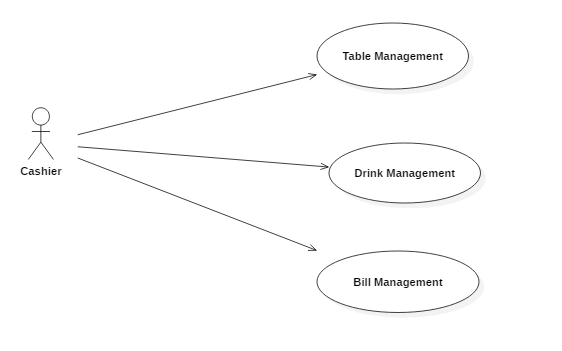 Table Management
Cashier
Drink Management
Bill Management